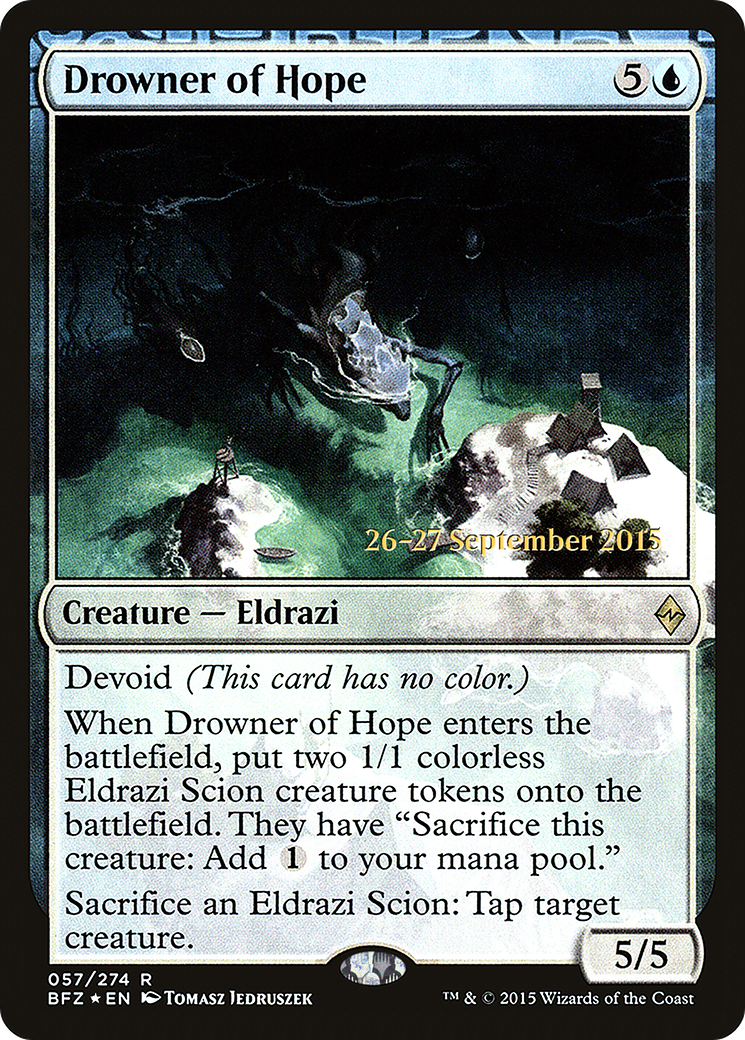 Drowner of Hope 5
26–27 September 2015
Creature — Eldrazi
Devoid (This card has no color.)
When Drowner of Hope enters the
battlefield, put two 1/1 colorless
Eldrazi Scion creature tokens onto the
battlefield. They have “Sacrifice this
creature: Add 1 to your mana pool.”
Sacrifice an Eldrazi Scion: Tap target
creature.
5/5
057/274 R
BFZ ★ EN Tomasz Jedruszek
™ & © 2015 Wizards of the Coast